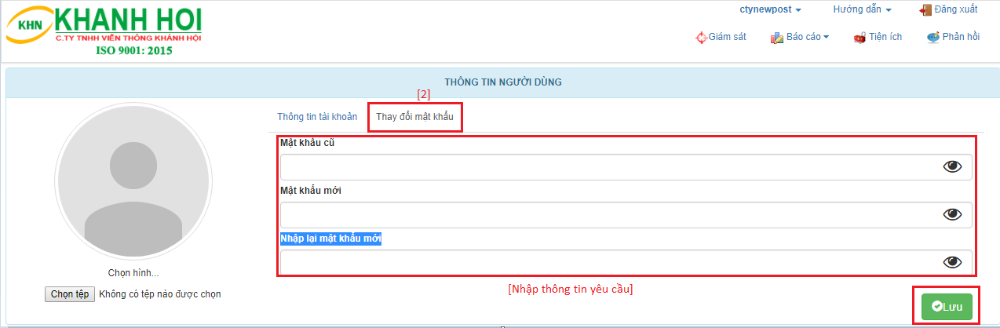 KHN KHANH HOI
C.TY TNHH VIỄN THÔNG KHÁNH HỘI
ISO 9001: 2015
ctynewpost Hướng dẫn Đăng xuất
Giám sát Báo cáo Tiện ích Phản hồi
THÔNG TIN NGƯỜI DÙNG
[2]
Thông tin tài khoản Thay đổi mật khẩu
Mật khẩu cũ
Mật khẩu mới
Nhập lại mật khẩu mới
Chọn hình...
Chọn tệp Không có tệp nào được chọn
[Nhập thông tin yêu cầu]
Lưu